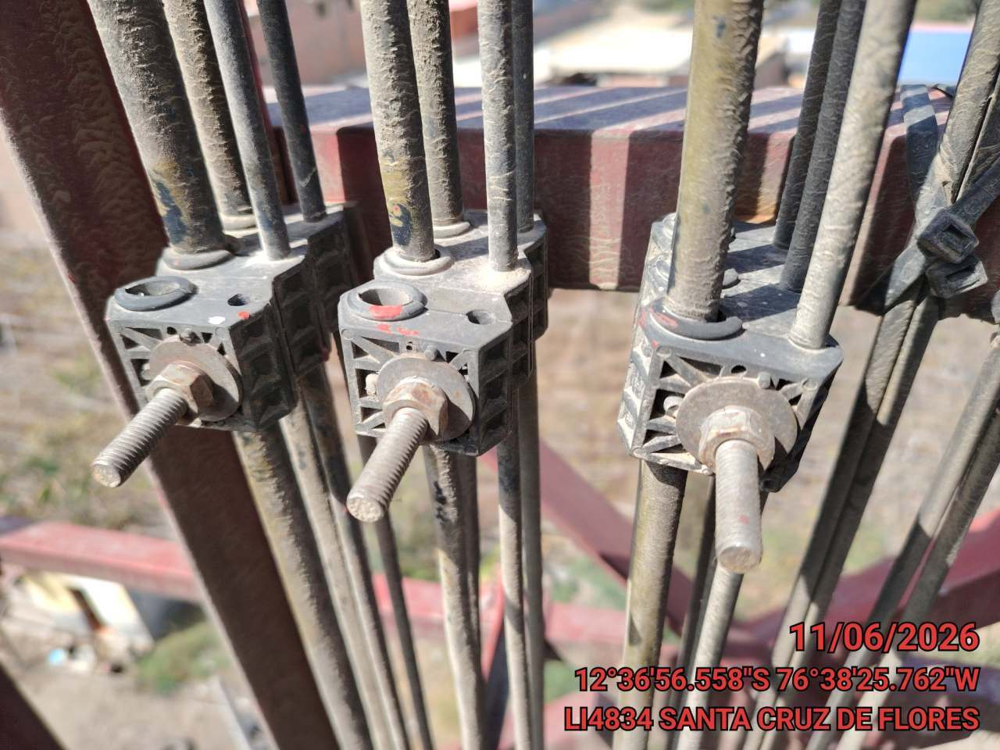 11/06/2026
12°36'56.558"S 76°38'25.762"W
LI4834 SANTA CRUZ DE FLORES